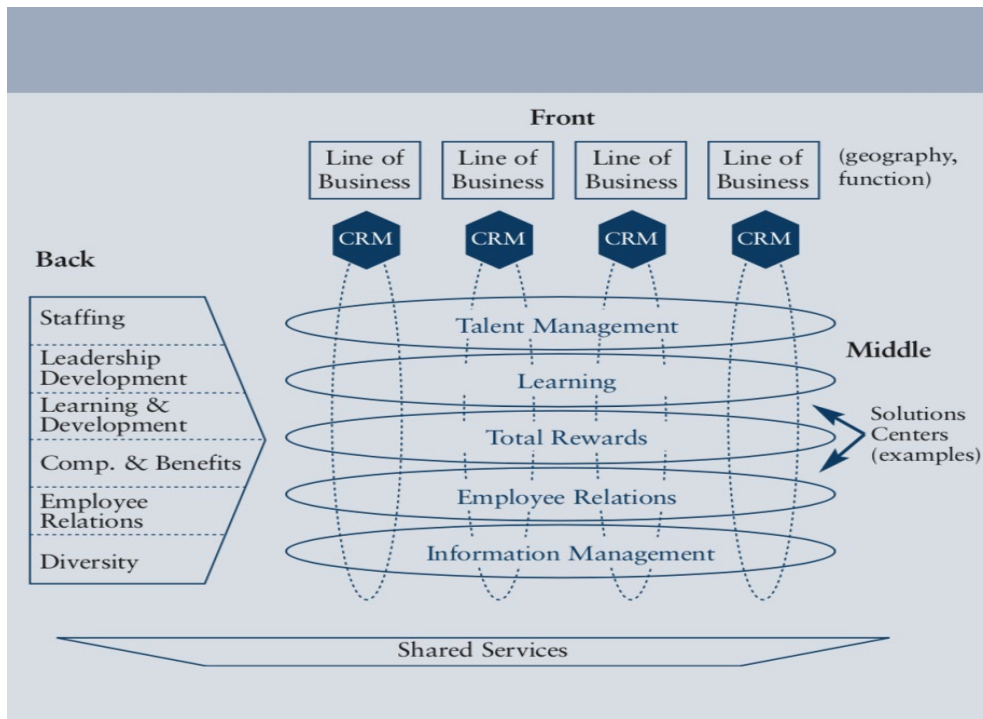 Front
Line of
Business
Line of
Business
Line of
Business
Line of
Business
(geography,
function)
CRM
CRM
CRM
CRM
Back
Staffing
Leadership
Development
Learning &
Development
Comp. & Benefits
Employee
Relations
Diversity
Talent Management
Learning
Total Rewards
Employee Relations
Information Management
Middle
Solutions
Centers
(examples)
Shared Services